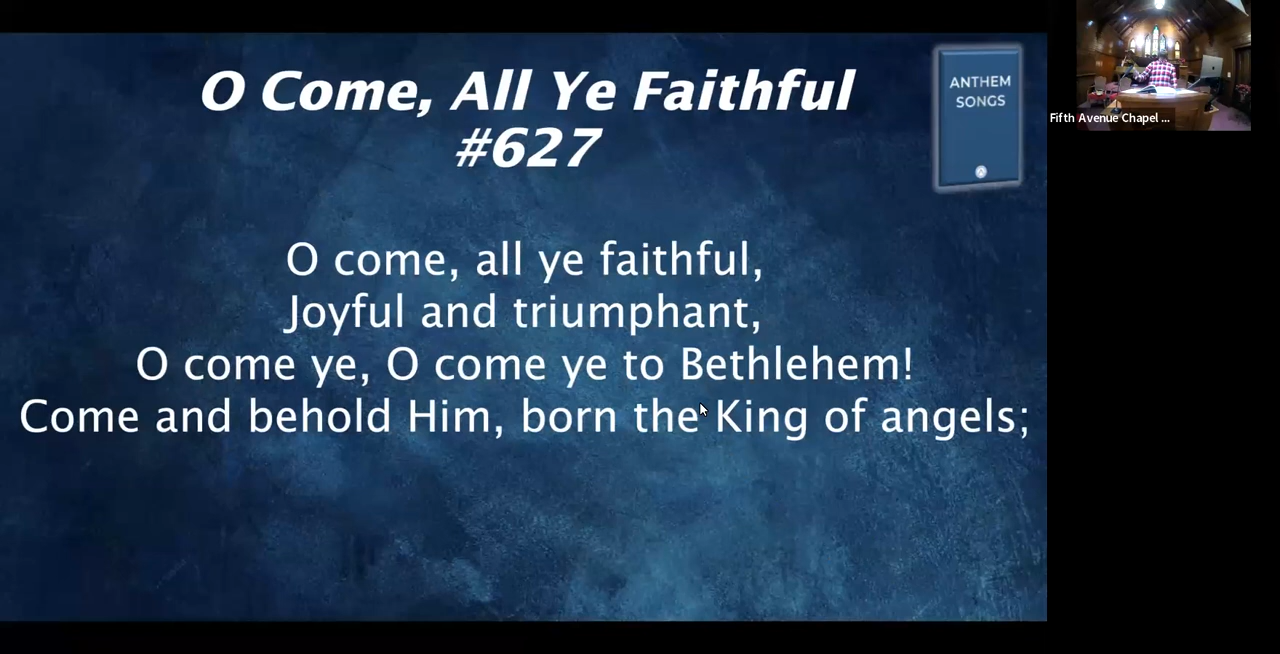 O Come, All Ye Faithful
#627
ANTHEM
SONGS
O come, all ye faithful,
Joyful and triumphant,
O come ye, O come ye to Bethlehem!
Come and behold Him, born the King of angels;
Fifth Avenue Chapel ...